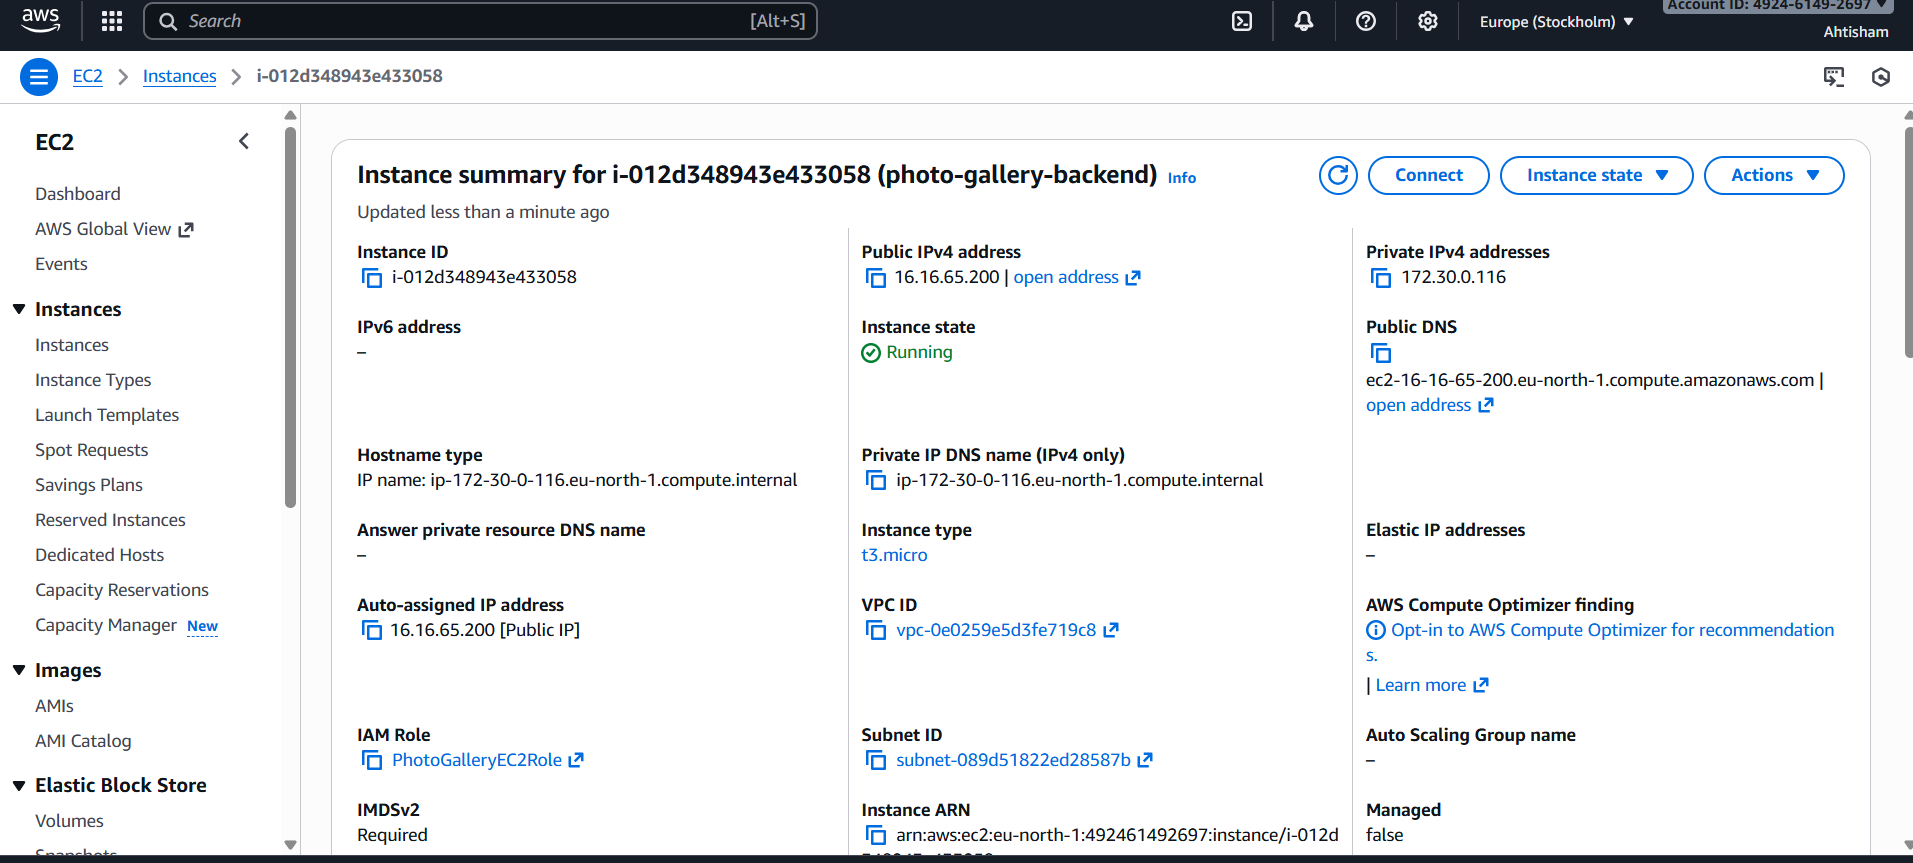 aws
Search
[Alt+S]
Europe (Stockholm)
Account ID: 4924-6149-2697
Ahtisham
EC2
Instances
i-012d348943e433058
EC2
Dashboard
AWS Global View
Events
Instances
Instances
Instance Types
Launch Templates
Spot Requests
Savings Plans
Reserved Instances
Dedicated Hosts
Capacity Reservations
Capacity Manager New
Images
AMIs
AMI Catalog
Elastic Block Store
Volumes
Snapshots
Instance summary for i-012d348943e433058 (photo-gallery-backend) Info
Connect
Instance state
Actions
Updated less than a minute ago
Instance ID
i-012d348943e433058
Public IPv4 address
16.16.65.200 | open address
Private IPv4 addresses
172.30.0.116
IPv6 address
–
Instance state
Running
Public DNS
ec2-16-16-65-200.eu-north-1.compute.amazonaws.com |
open address
Hostname type
IP name: ip-172-30-0-116.eu-north-1.compute.internal
Private IP DNS name (IPv4 only)
ip-172-30-0-116.eu-north-1.compute.internal
Answer private resource DNS name
–
Instance type
t3.micro
Elastic IP addresses
–
Auto-assigned IP address
16.16.65.200 [Public IP]
VPC ID
vpc-0e0259e5d3fe719c8
AWS Compute Optimizer finding
Opt-in to AWS Compute Optimizer for recommendation
s.
| Learn more
IAM Role
PhotoGalleryEC2Role
Subnet ID
subnet-089d51822ed28587b
Auto Scaling Group name
–
IMDSv2
Required
Instance ARN
arn:aws:ec2:eu-north-1:492461492697:instance/i-012d
Managed
false